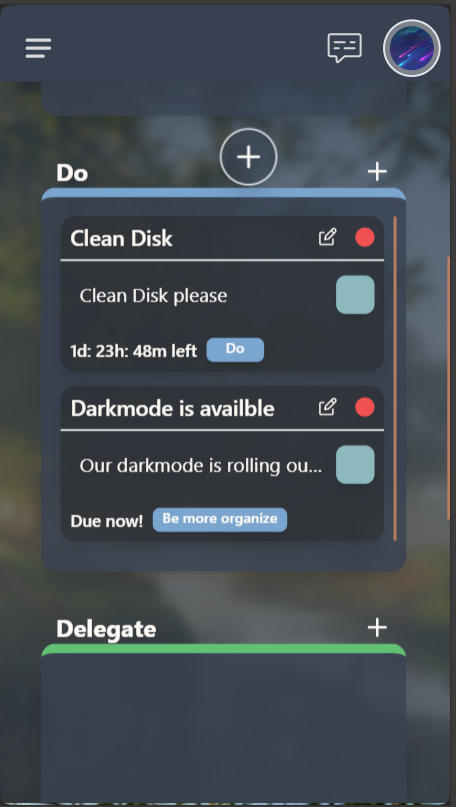 Do
Clean Disk
Clean Disk please
1d: 23h: 48m left Do
Darkmode is availble
Our darkmode is rolling ou...
Due now! Be more organize
Delegate